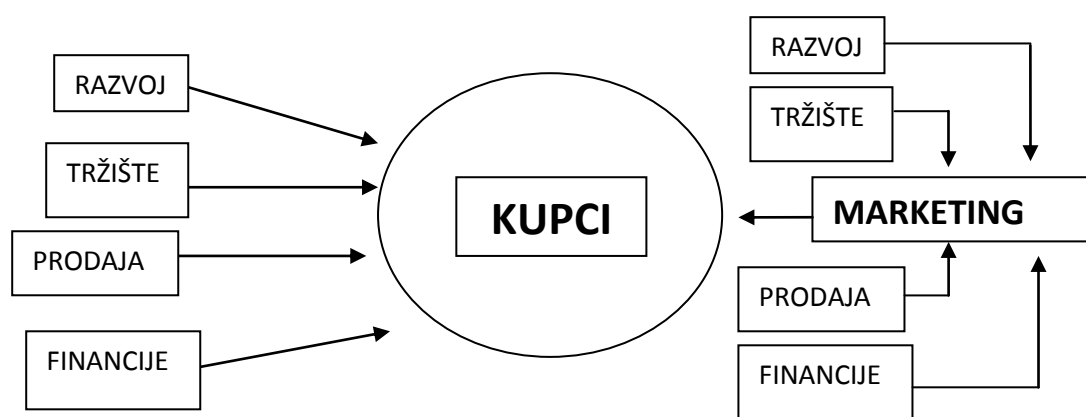 RAZVOJ
TRŽIŠTE
PRODAJA
FINANCIJE
KUPCI
RAZVOJ
TRŽIŠTE
MARKETING
PRODAJA
FINANCIJE